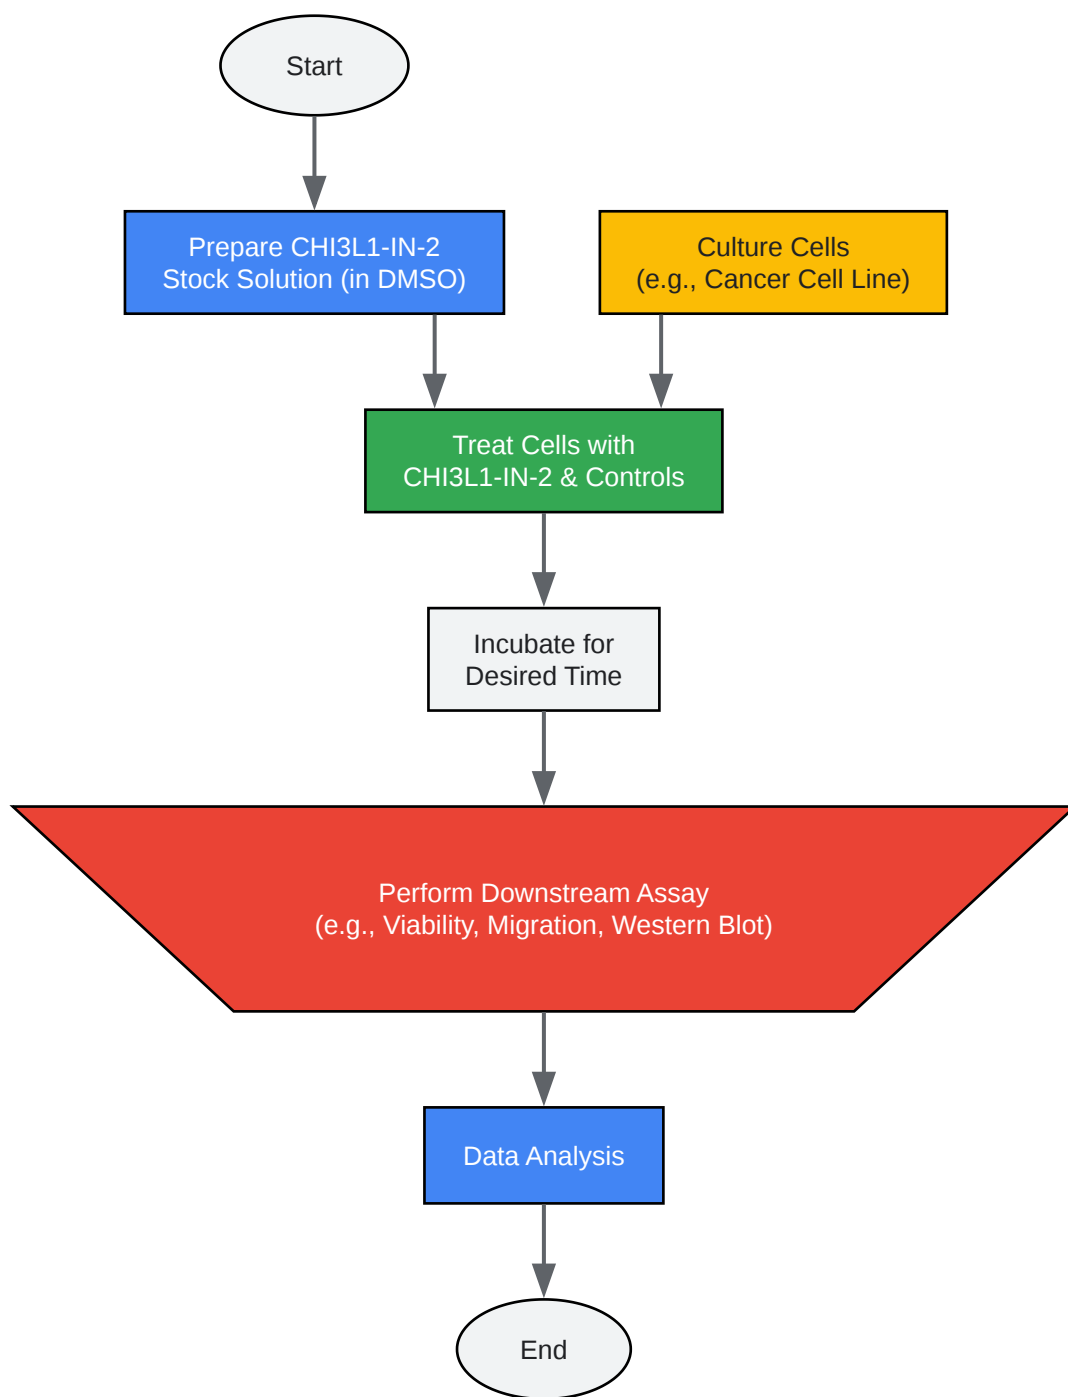 Start
Prepare CHI3L1-IN-2
Stock Solution (in DMSO)
Culture Cells
(e.g., Cancer Cell Line)
Treat Cells with
CHI3L1-IN-2 & Controls
Incubate for
Desired Time
Perform Downstream Assay
(e.g., Viability, Migration, Western Blot)
Data Analysis
End